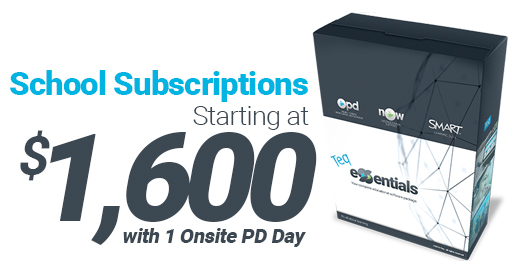 School Subscriptions
Starting at
$1,600
with 1 Onsite PD Day
opd
now
SMART
Teq
essentials